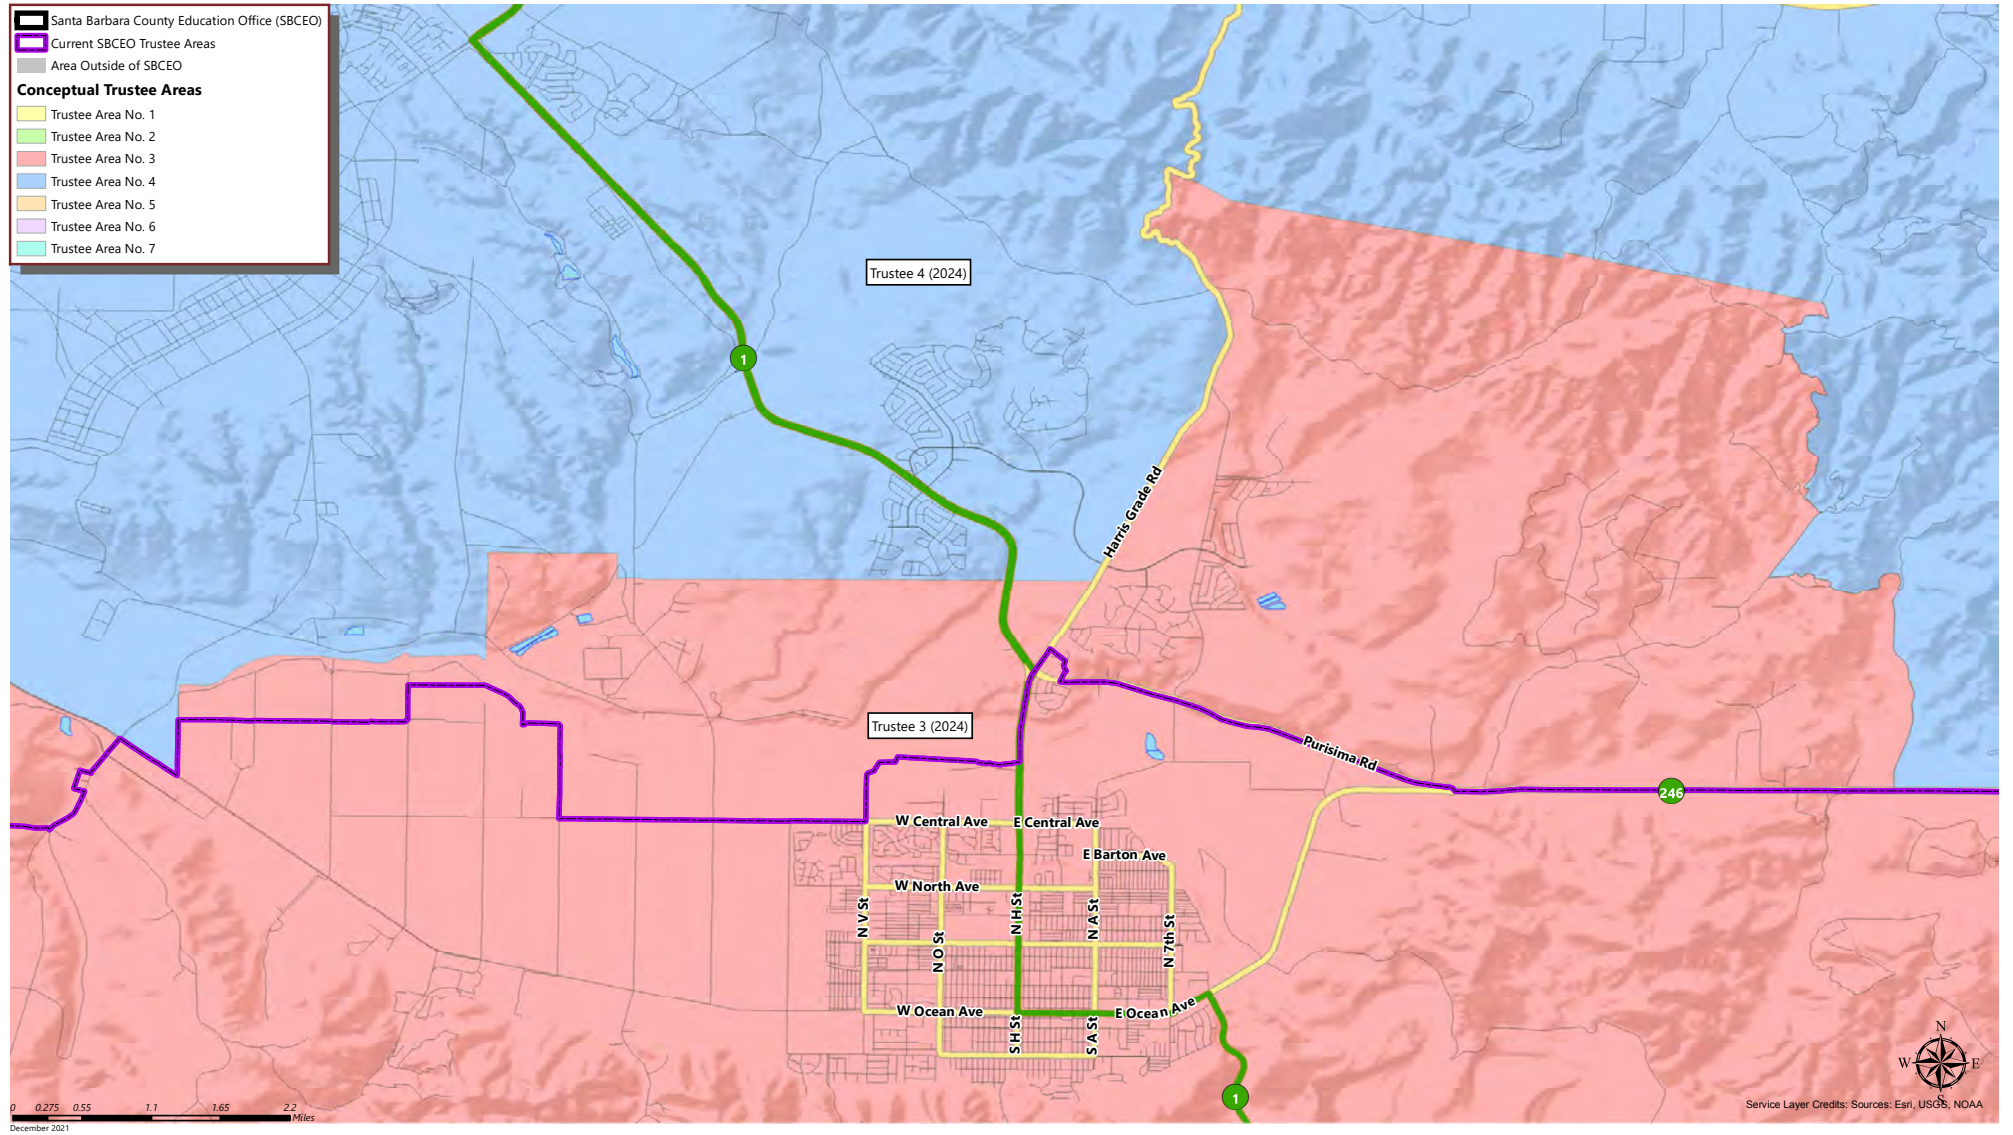 Santa Barbara County Education Office (SBCEO)
Current SBCEO Trustee Areas
Area Outside of SBCEO
Conceptual Trustee Areas
Trustee Area No. 1
Trustee Area No. 2
Trustee Area No. 3
Trustee Area No. 4
Trustee Area No. 5
Trustee Area No. 6
Trustee Area No. 7
Trustee 4 (2024)
1
Harris Grade Rd
Trustee 3 (2024)
Purisima Rd
246
W Central Ave
E Central Ave
E Barton Ave
W North Ave
N V St
N O St
N H St
N A St
N 7th St
W Ocean Ave
E Ocean Ave
S H St
S A St
1
N
W
E
S
0 0.275 0.55 1.1 1.65 2.2
Miles
December 2021
Service Layer Credits: Sources: Esri, USGS, NOAA